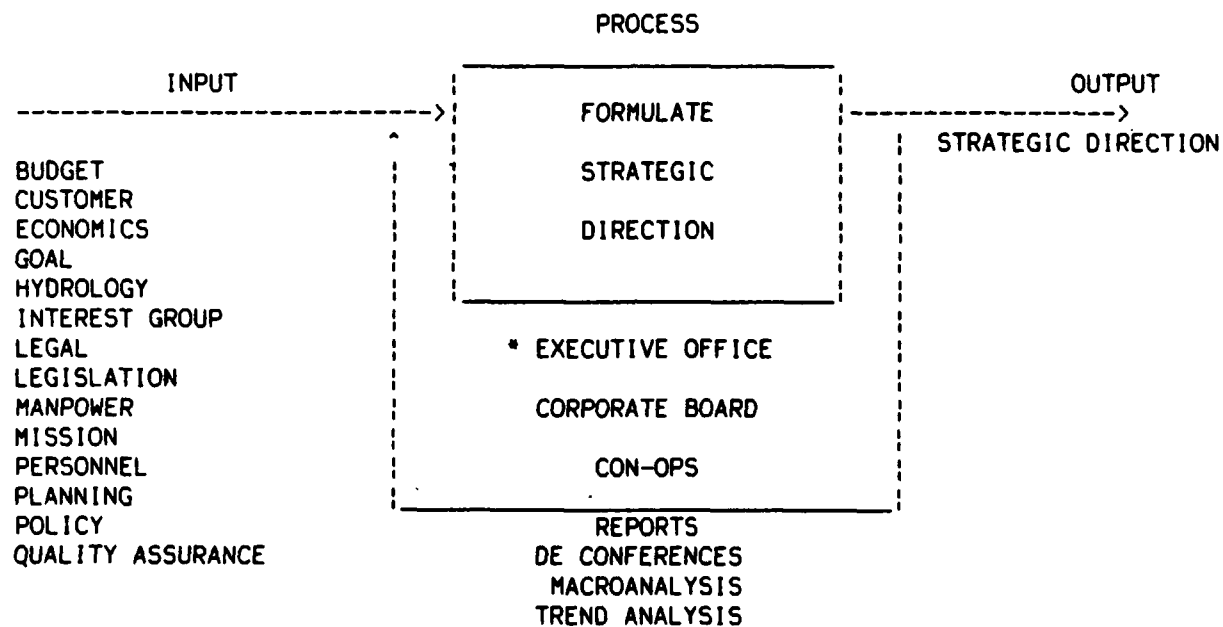 PROCESS
INPUT
OUTPUT
FORMULATE
STRATEGIC DIRECTION
BUDGET
STRATEGIC
CUSTOMER
ECONOMICS
DIRECTION
GOAL
HYDROLOGY
INTEREST GROUP
LEGAL
* EXECUTIVE OFFICE
LEGISLATION
MANPOWER
CORPORATE BOARD
MISSION
PERSONNEL
CON-OPS
PLANNING
POLICY
REPORTS
QUALITY ASSURANCE
DE CONFERENCES
MACROANALYSIS
TREND ANALYSIS